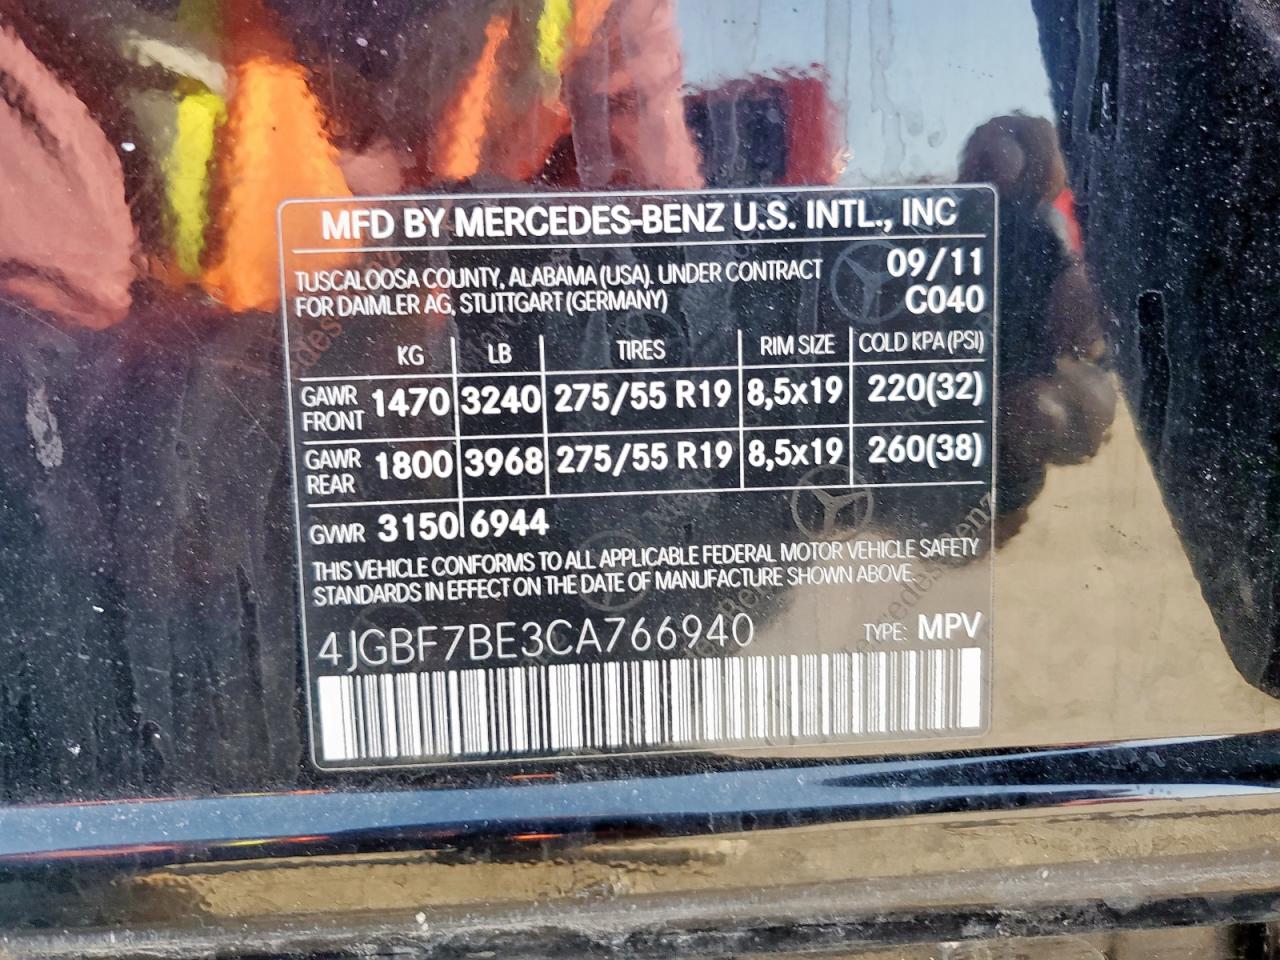 MFD BY MERCEDES-BENZ U.S. INTL., INC
TUSCALOOSA COUNTY, ALABAMA (USA). UNDER CONTRACT 09/11
FOR DAIMLER AG, STUTTGART (GERMANY) C040
KG LB TIRES RIM SIZE COLD KPA (PSI)
GAWR FRONT 1470 3240 275/55 R19 8,5x19 220(32)
GAWR REAR 1800 3968 275/55 R19 8,5x19 260(38)
GVWR 3150 6944
THIS VEHICLE CONFORMS TO ALL APPLICABLE FEDERAL MOTOR VEHICLE SAFETY
STANDARDS IN EFFECT ON THE DATE OF MANUFACTURE SHOWN ABOVE.
4JGBF7BE3CA766940 TYPE: MPV